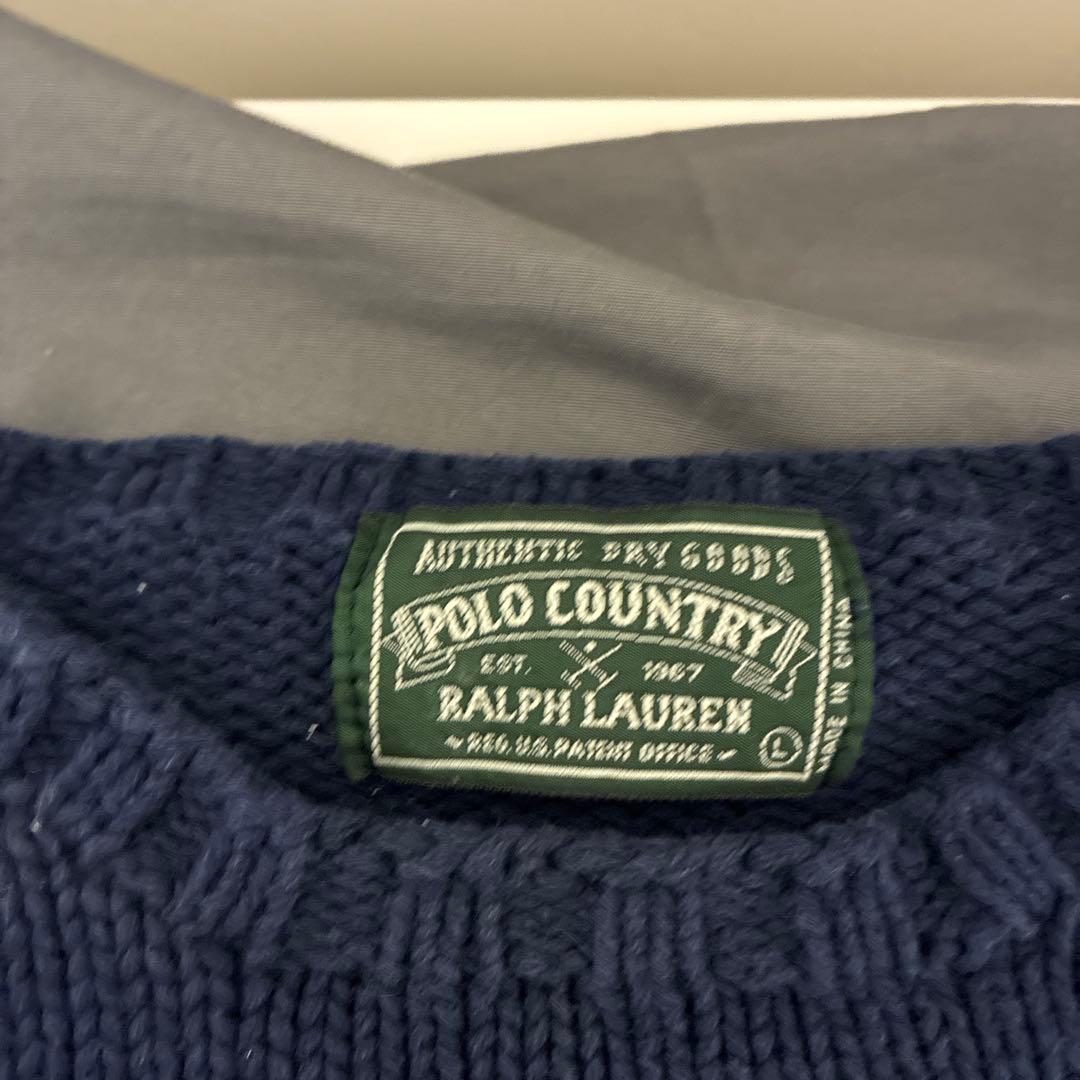 AUTHENTIC DRY GOODS
POLO COUNTRY
EST. 1967
RALPH LAUREN
~ REG. U.S. PATENT OFFICE ~
L
MADE IN CHINA